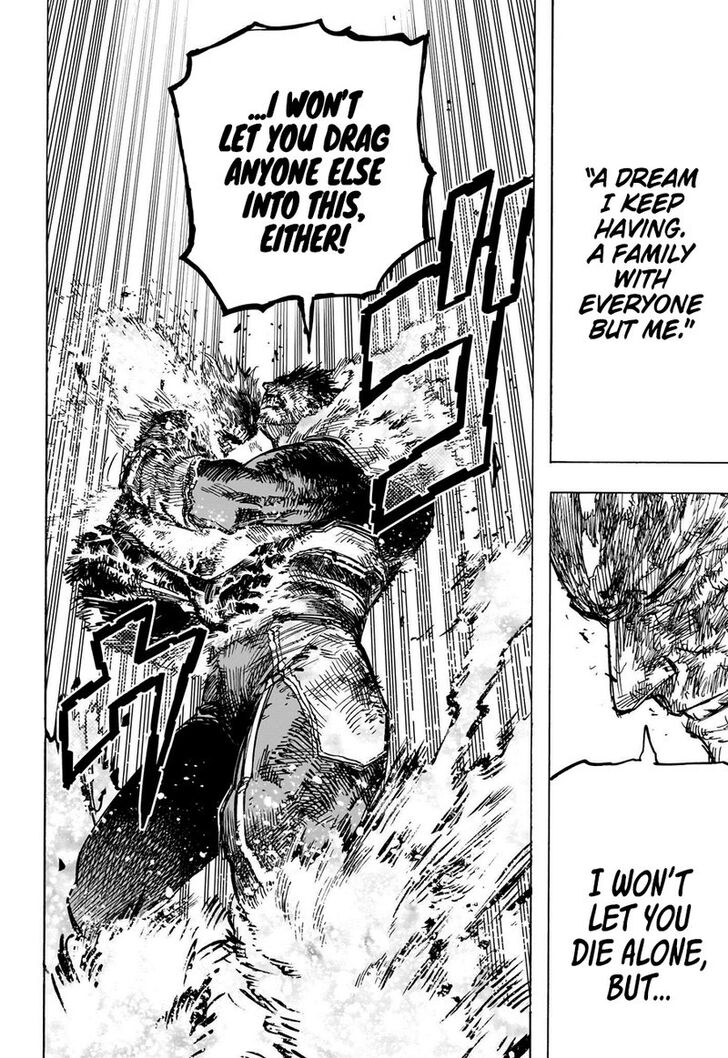 "A DREAM
I KEEP
HAVING.
A FAMILY
WITH
EVERYONE
BUT ME."
I WON'T
LET YOU
DIE ALONE,
BUT...
...I WON'T
LET YOU DRAG
ANYONE ELSE
INTO THIS,
EITHER!